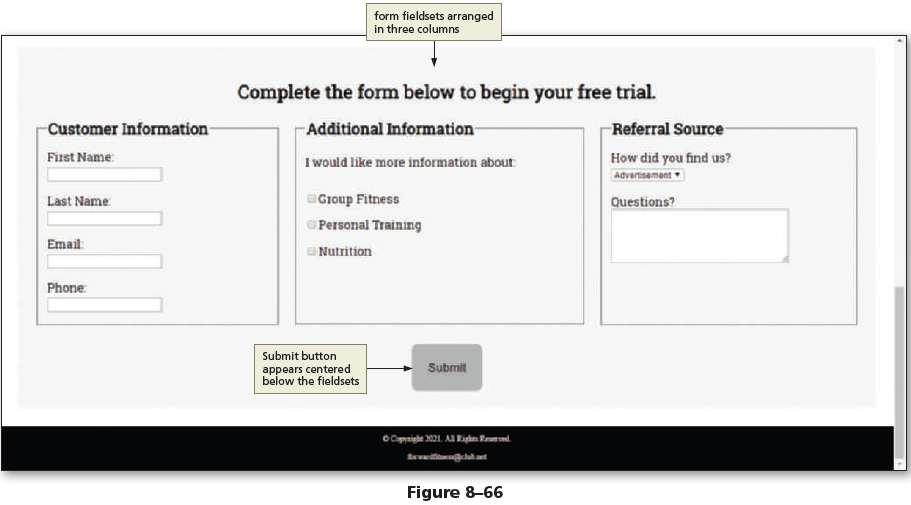 form fieldsets arranged
in three columns
Complete the form below to begin your free trial.
Customer Information
First Name:
Last Name:
Email:
Phone:
Additional Information
I would like more information about:
Group Fitness
Personal Training
Nutrition
Referral Source
How did you find us?
Advertisement
Questions?
Submit button
appears centered
below the fieldsets
Submit
© Copyright 2021. All Rights Reserved.
forwardfitness@club.net
Figure 8–66